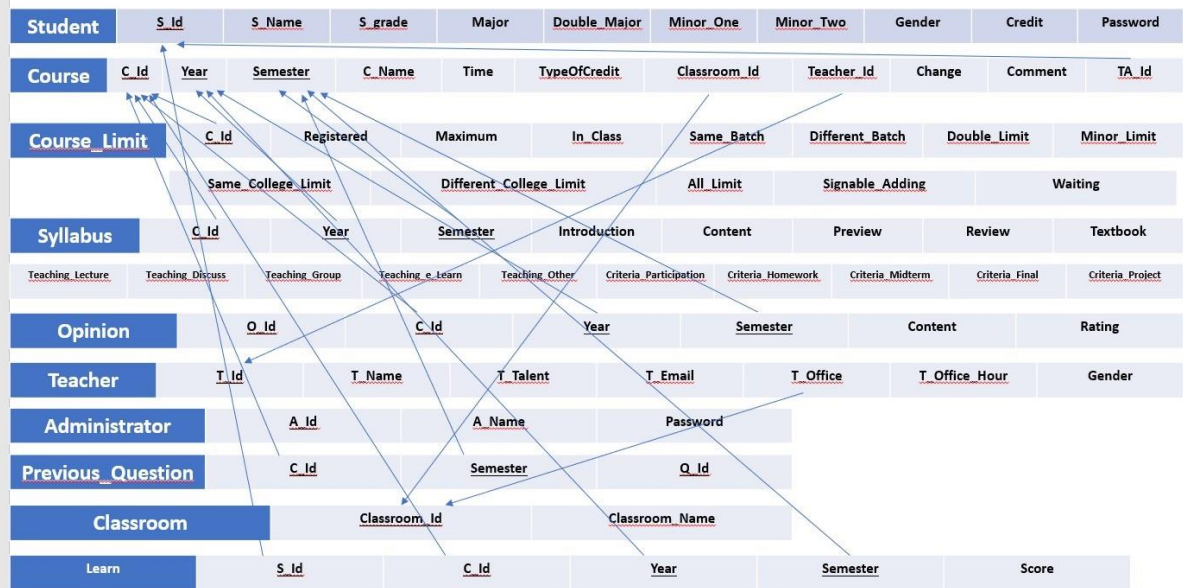 Student S_Id S_Name S_grade Major Double_Major Minor_One Minor_Two Gender Credit Password
Course C_Id Year Semester C_Name Time TypeOfCredit Classroom_Id Teacher_Id Change Comment TA_Id
Course_Limit C_Id Registered Maximum In_Class Same_Batch Different_Batch Double_Limit Minor_Limit
Same_College_Limit Different_College_Limit All_Limit Signable_Adding Waiting
Syllabus C_Id Year Semester Introduction Content Preview Review Textbook
Teaching_Lecture Teaching_Discuss Teaching_Group Teaching_e_Learn Teaching_Other Criteria_Participation Criteria_Homework Criteria_Midterm Criteria_Final Criteria_Project
Opinion O_Id C_Id Year Semester Content Rating
Teacher T_Id T_Name T_Talent T_Email T_Office T_Office_Hour Gender
Administrator A_Id A_Name Password
Previous_Question C_Id Semester Q_Id
Classroom Classroom_Id Classroom_Name
Learn S_Id C_Id Year Semester Score